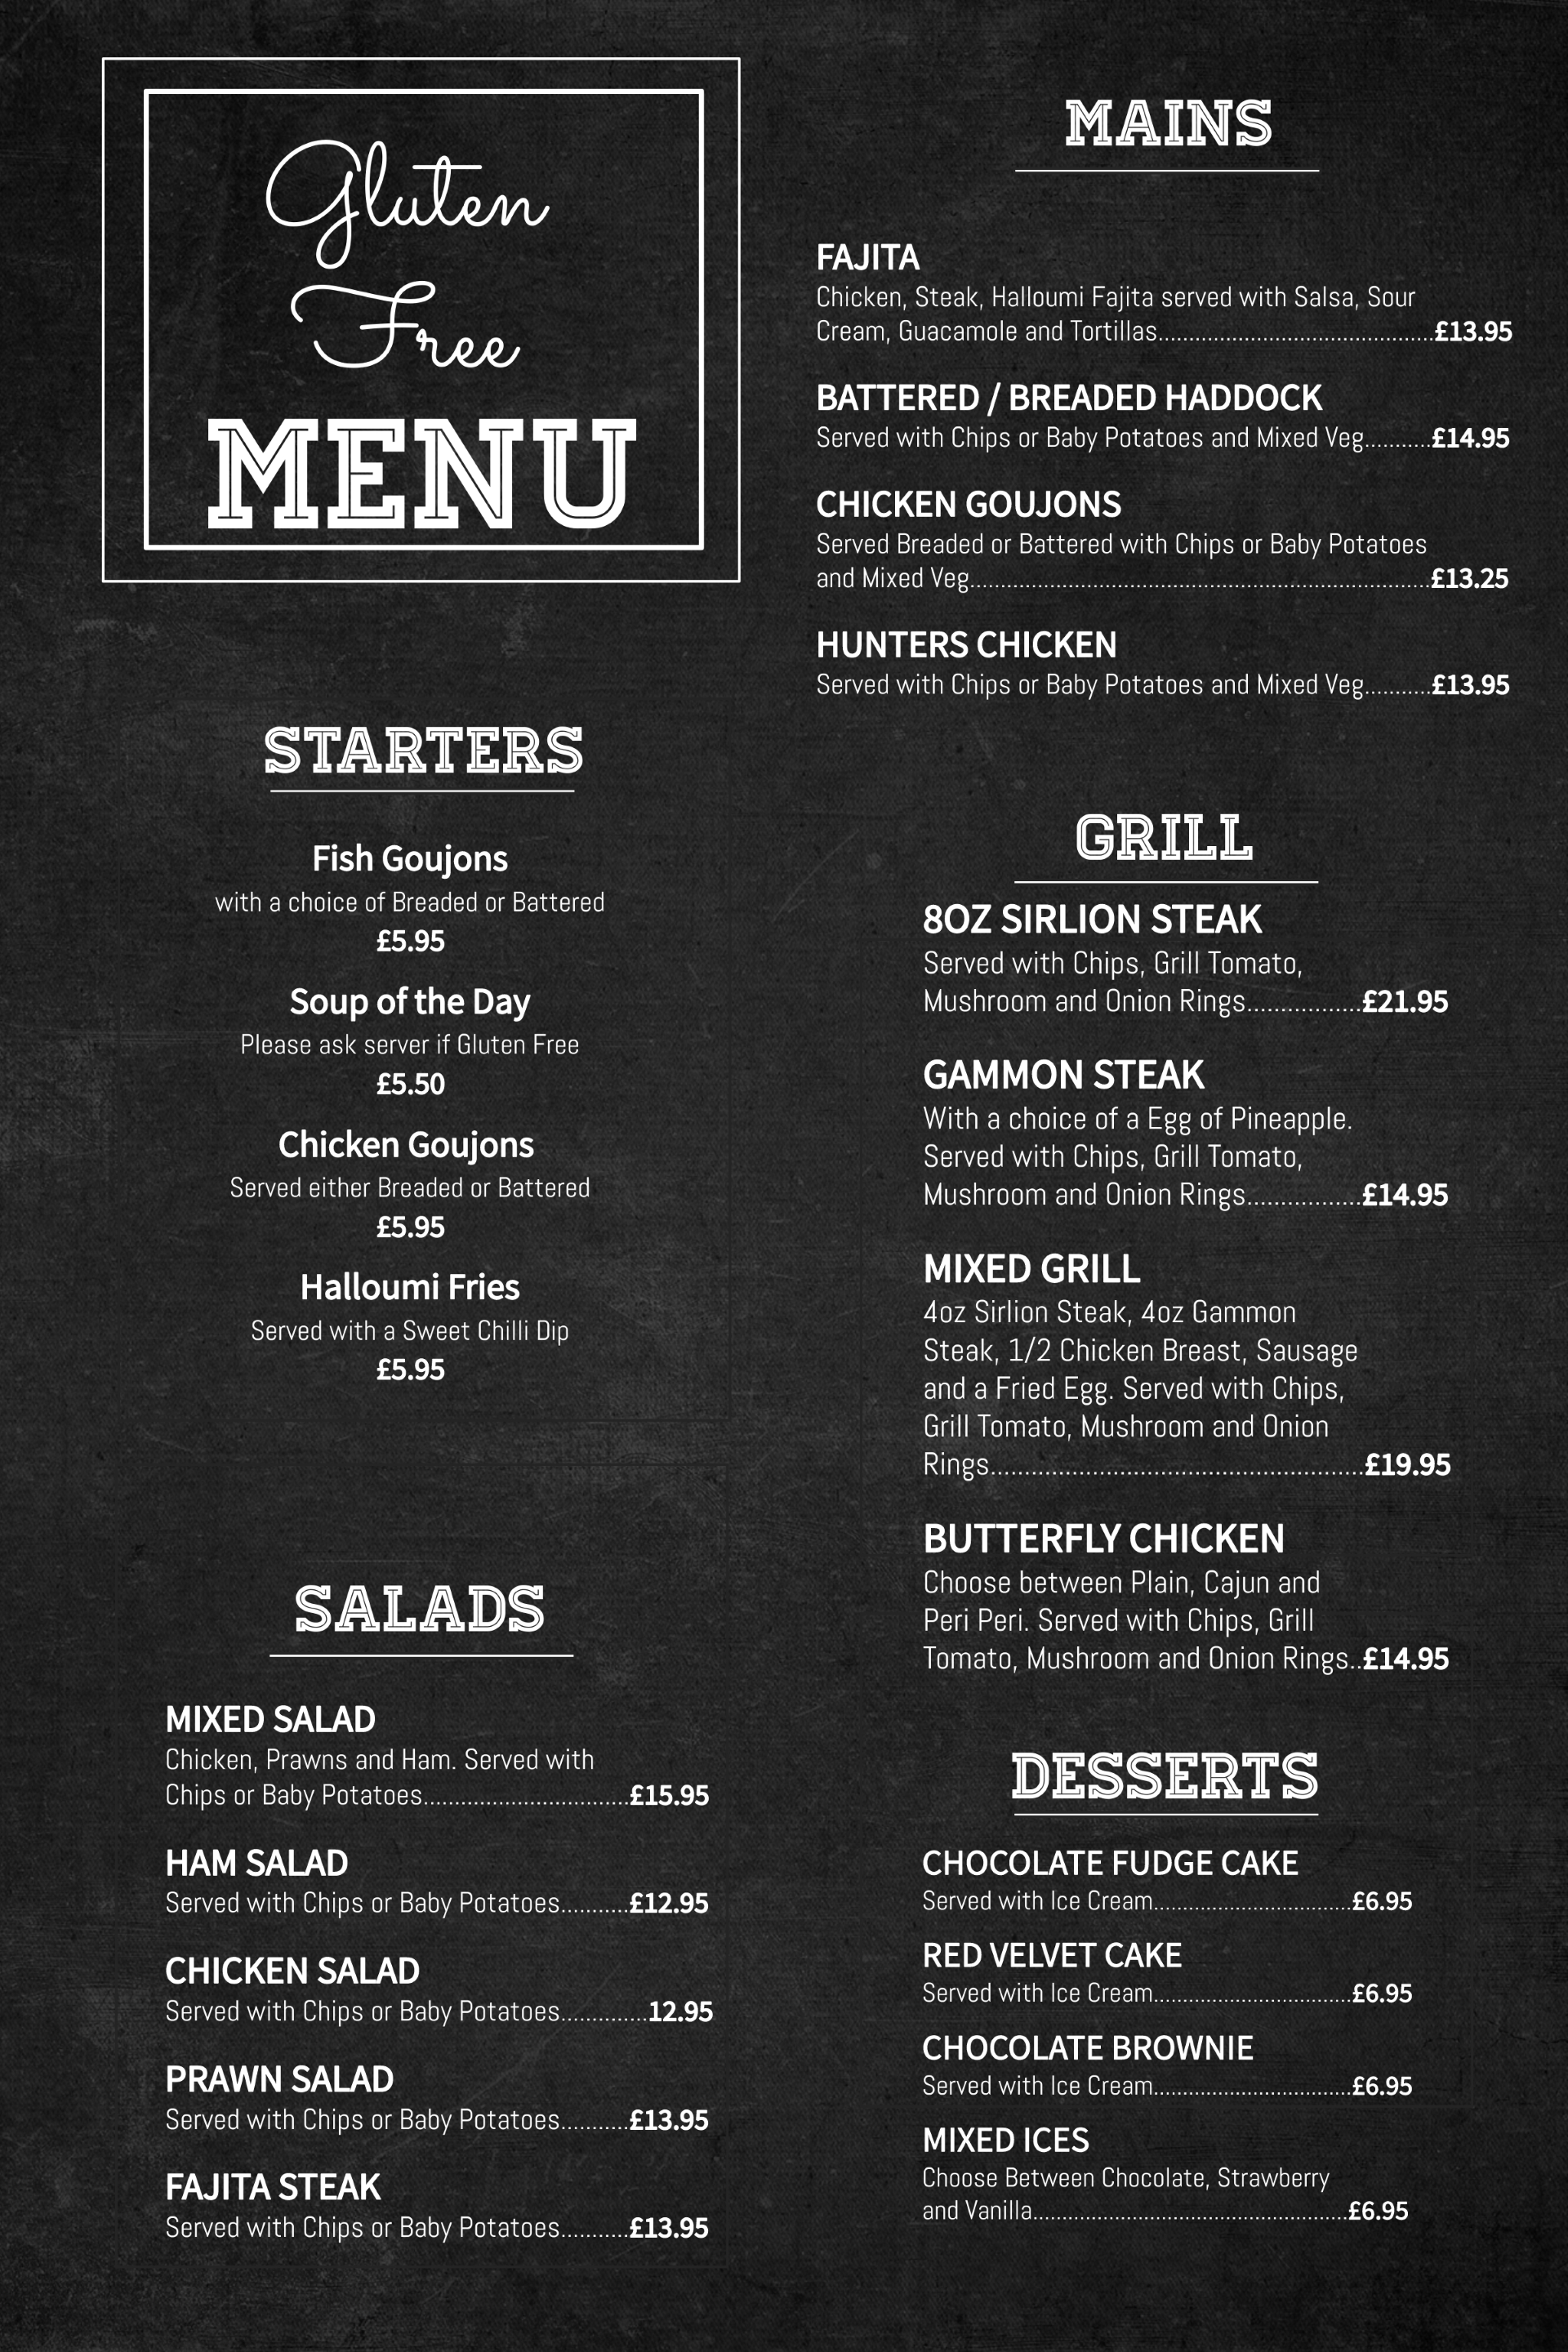 Gluten
Free
MENU
STARTERS
Fish Goujons
with a choice of Breaded or Battered
£5.95
Soup of the Day
Please ask server if Gluten Free
£5.50
Chicken Goujons
Served either Breaded or Battered
£5.95
Halloumi Fries
Served with a Sweet Chilli Dip
£5.95
SALADS
MIXED SALAD
Chicken, Prawns and Ham. Served with
Chips or Baby Potatoes.................................£15.95
HAM SALAD
Served with Chips or Baby Potatoes...........£12.95
CHICKEN SALAD
Served with Chips or Baby Potatoes..............12.95
PRAWN SALAD
Served with Chips or Baby Potatoes...........£13.95
FAJITA STEAK
Served with Chips or Baby Potatoes...........£13.95
MAINS
FAJITA
Chicken, Steak, Halloumi Fajita served with Salsa, Sour
Cream, Guacamole and Tortillas.............................................£13.95
BATTERED / BREADED HADDOCK
Served with Chips or Baby Potatoes and Mixed Veg...........£14.95
CHICKEN GOUJONS
Served Breaded or Battered with Chips or Baby Potatoes
and Mixed Veg...........................................................................£13.25
HUNTERS CHICKEN
Served with Chips or Baby Potatoes and Mixed Veg...........£13.95
GRILL
8OZ SIRLION STEAK
Served with Chips, Grill Tomato,
Mushroom and Onion Rings.................£21.95
GAMMON STEAK
With a choice of a Egg of Pineapple.
Served with Chips, Grill Tomato,
Mushroom and Onion Rings.................£14.95
MIXED GRILL
4oz Sirlion Steak, 4oz Gammon
Steak, 1/2 Chicken Breast, Sausage
and a Fried Egg. Served with Chips,
Grill Tomato, Mushroom and Onion
Rings.......................................................£19.95
BUTTERFLY CHICKEN
Choose between Plain, Cajun and
Peri Peri. Served with Chips, Grill
Tomato, Mushroom and Onion Rings..£14.95
DESSERTS
CHOCOLATE FUDGE CAKE
Served with Ice Cream..................................£6.95
RED VELVET CAKE
Served with Ice Cream..................................£6.95
CHOCOLATE BROWNIE
Served with Ice Cream..................................£6.95
MIXED ICES
Choose Between Chocolate, Strawberry
and Vanilla......................................................£6.95